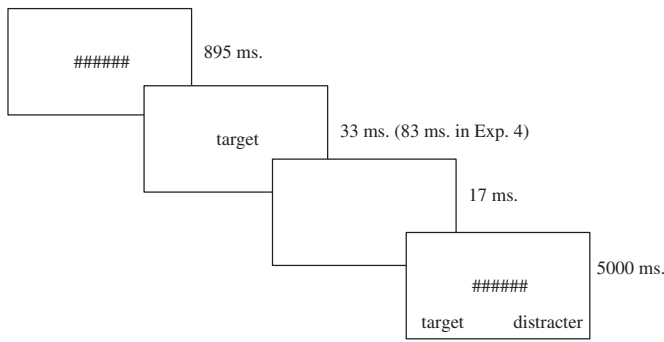 ######
895 ms.
target
33 ms. (83 ms. in Exp. 4)
17 ms.
5000 ms.
######
target distracter